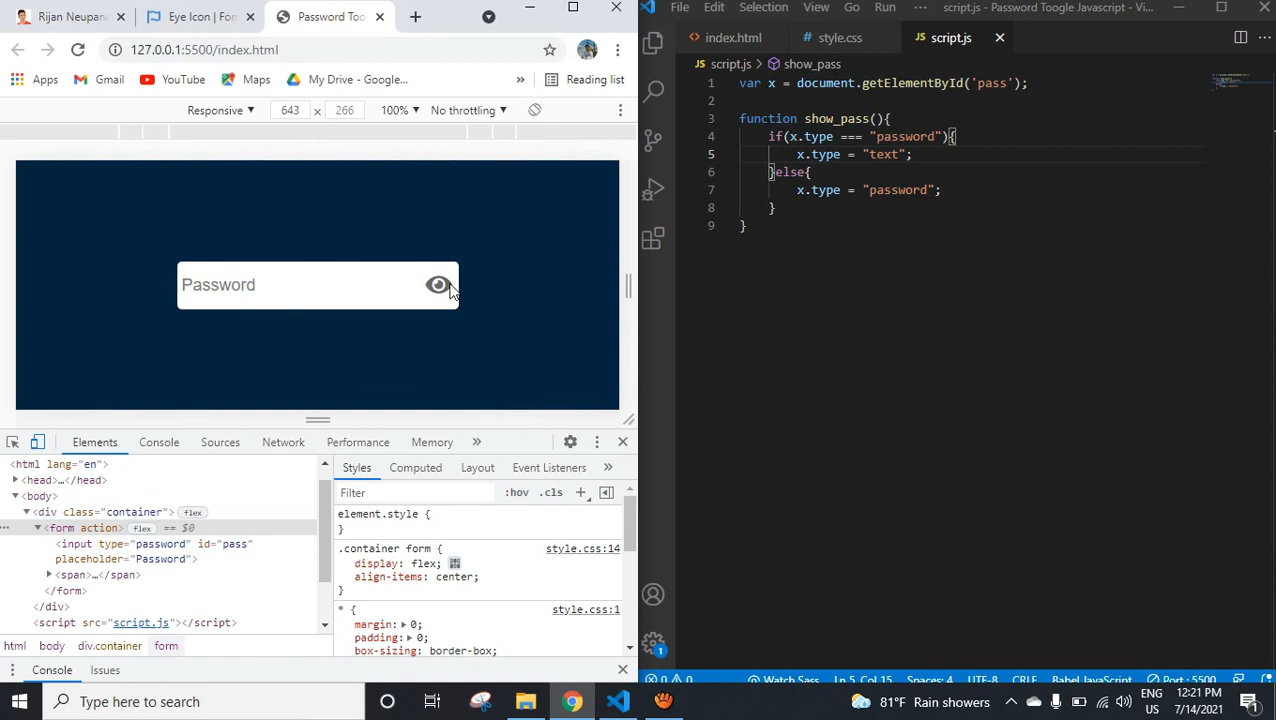 Rijan Neupan
Eye Icon | Fon
Password Too
127.0.0.1:5500/index.html
Apps
Gmail
YouTube
Maps
My Drive - Google...
»
Reading list
Responsive
643
×
266
100%
No throttling
Password
Elements
Console
Sources
Network
Performance
Memory
»
<html lang="en">
<head>…</head>
<body>
<div class="container">
flex
<form action>
flex
== $0
<input type="password" id="pass"
placeholder="Password">
<span>…</span>
</form>
</div>
<script src="script.js"></script>
html
body
div.container
form
Styles
Computed
Layout
Event Listeners
»
Filter
:hov
.cls
element.style {
}
.container form {
style.css:14
display: flex;
align-items: center;
}
* {
style.css:1
margin: 0;
padding: 0;
box-sizing: border-box;
Console
Issues
File
Edit
Selection
View
Go
Run
script.js - Password Toogle Javascript - Vi...
index.html
style.css
JS script.js
JS script.js > show_pass
1 var x = document.getElementById('pass');
2
3 function show_pass(){
4 if(x.type === "password"){
5 x.type = "text";
6 }else{
7 x.type = "password";
8 }
9 }
1
0
0
Watch Sass
Ln 5, Col 15
Spaces: 4
UTF-8
CRLF
Babel JavaScript
Port : 5500
Type here to search
81°F Rain showers
ENG
US
12:21 PM
7/14/2021
1